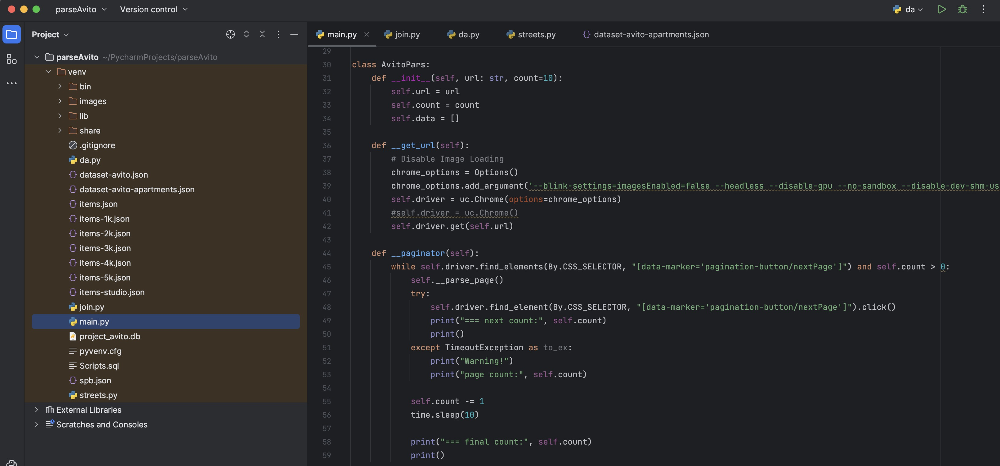 parseAvito
Version control
da
Project
main.py
join.py
da.py
streets.py
{} dataset-avito-apartments.json
parseAvito ~/PycharmProjects/parseAvito
venv
bin
images
lib
share
.gitignore
da.py
{} dataset-avito.json
{} dataset-avito-apartments.json
{} items.json
{} items-1k.json
{} items-2k.json
{} items-3k.json
{} items-4k.json
{} items-5k.json
{} items-studio.json
join.py
main.py
project_avito.db
pyvenv.cfg
Scripts.sql
{} spb.json
streets.py
External Libraries
Scratches and Consoles
29
30 class AvitoPars:
31     def __init__(self, url: str, count=10):
32         self.url = url
33         self.count = count
34         self.data = []
35
36     def __get_url(self):
37         # Disable Image Loading
38         chrome_options = Options()
39         chrome_options.add_argument('--blink-settings=imagesEnabled=false --headless --disable-gpu --no-sandbox --disable-dev-shm-us
40         self.driver = uc.Chrome(options=chrome_options)
41         #self.driver = uc.Chrome()
42         self.driver.get(self.url)
43
44     def __paginator(self):
45         while self.driver.find_elements(By.CSS_SELECTOR, "[data-marker='pagination-button/nextPage']") and self.count > 0:
46             self.__parse_page()
47             try:
48                 self.driver.find_element(By.CSS_SELECTOR, "[data-marker='pagination-button/nextPage']").click()
49                 print("=== next count:", self.count)
50                 print()
51             except TimeoutException as to_ex:
52                 print("Warning!")
53                 print("page count:", self.count)
54
55             self.count -= 1
56             time.sleep(10)
57
58             print("=== final count:", self.count)
59             print()